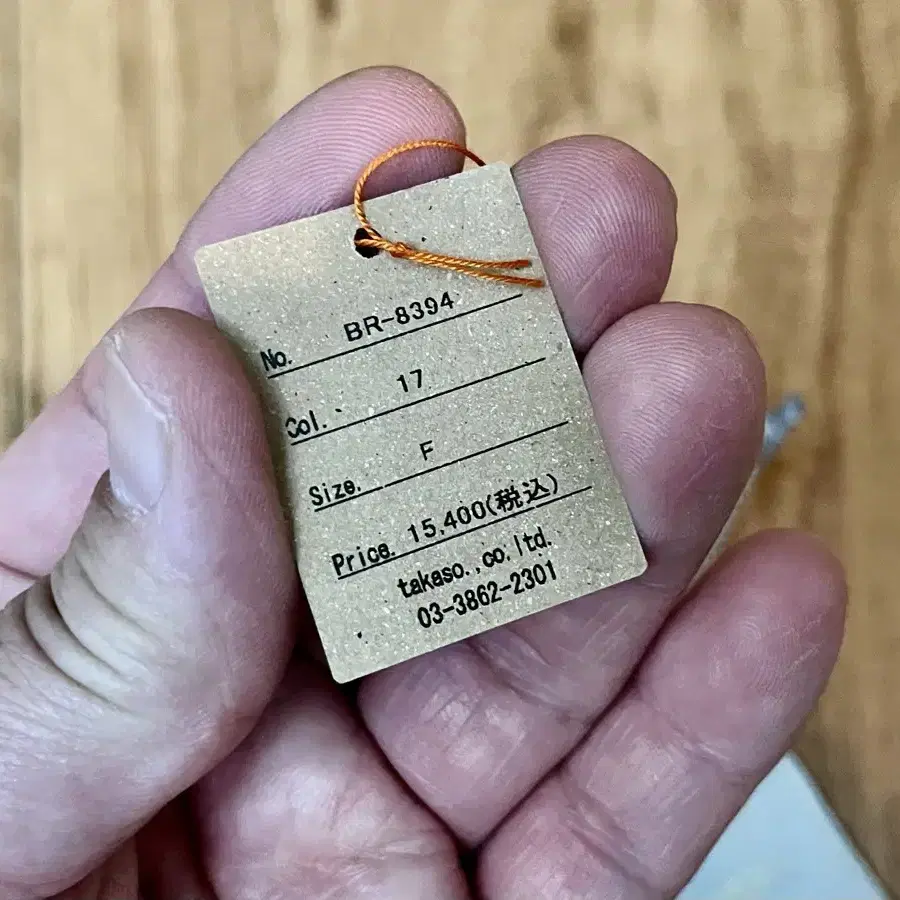 No. BR-8394
Col. 17
Size. F
Price. 15,400(税込)
takaso.,co.ltd.
03-3862-2301